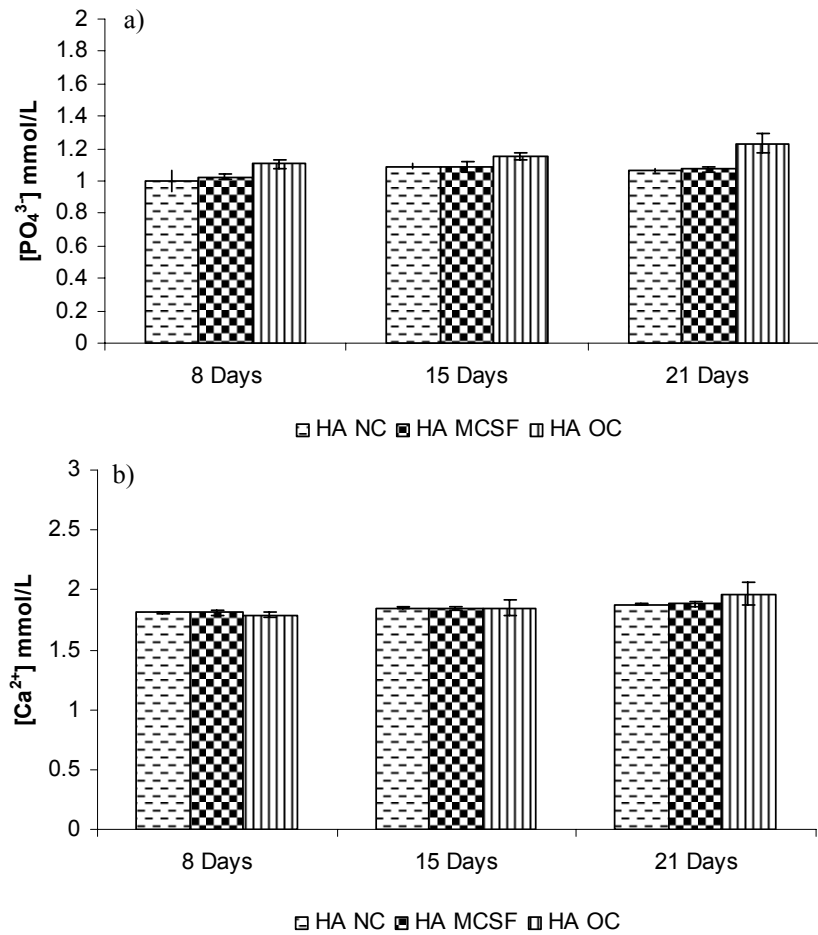 a)
[PO₄³⁻] mmol/L
2
1.8
1.6
1.4
1.2
1
0.8
0.6
0.4
0.2
0
8 Days 15 Days 21 Days
HA NC HA MCSF HA OC
b)
[Ca²⁺] mmol/L
3
2.5
2
1.5
1
0.5
0
8 Days 15 Days 21 Days
HA NC HA MCSF HA OC